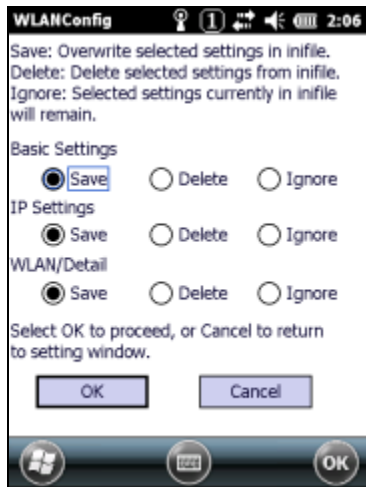 WLANConfig 1 2:06
Save: Overwrite selected settings in inifile.
Delete: Delete selected settings from inifile.
Ignore: Selected settings currently in inifile
will remain.
Basic Settings
Save Delete Ignore
IP Settings
Save Delete Ignore
WLAN/Detail
Save Delete Ignore
Select OK to proceed, or Cancel to return
to setting window.
OK Cancel
OK